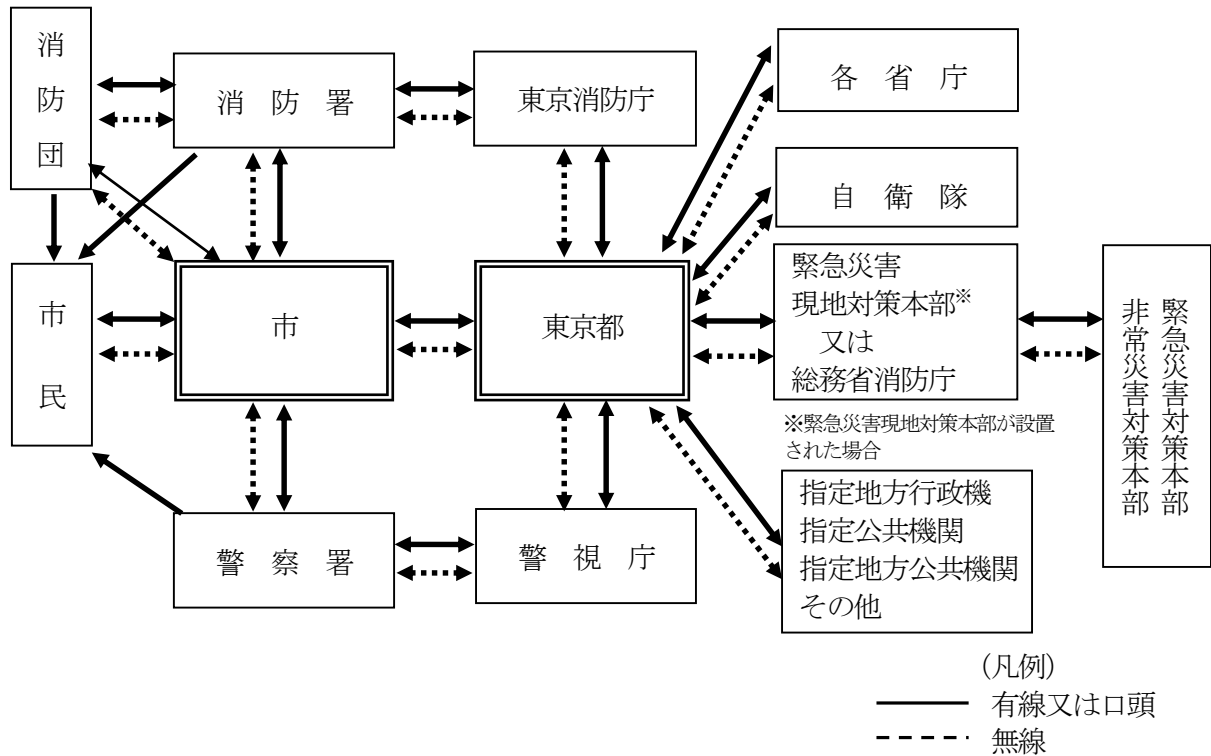 消防団
消 防 署
東京消防庁
各 省 庁
自 衛 隊
市民
市
東京都
緊急災害
現地対策本部※
又は
総務省消防庁
緊急災害対策本部
非常災害対策本部
※緊急災害現地対策本部が設置
された場合
警 察 署
警 視 庁
指定地方行政機
指定公共機関
指定地方公共機関
その他
(凡例)
有線又は口頭
無線